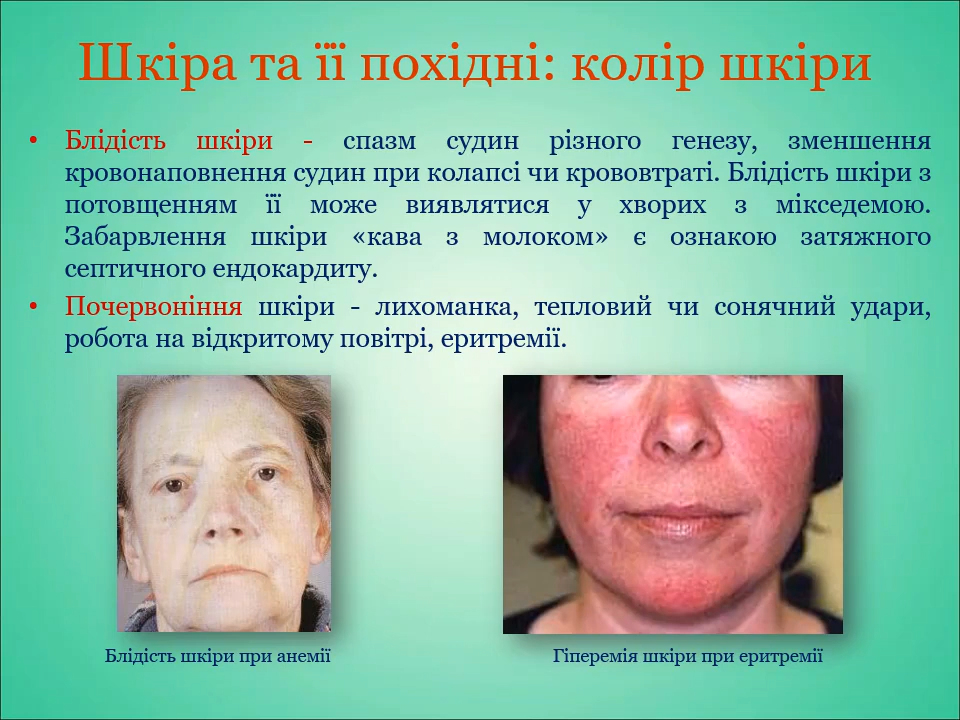 Шкіра та її похідні: колір шкіри
• Блідість шкіри - спазм судин різного генезу, зменшення
кровонаповнення судин при колапсі чи крововтраті. Блідість шкіри з
потовщенням її може виявлятися у хворих з мікседемою.
Забарвлення шкіри «кава з молоком» є ознакою затяжного
септичного ендокардиту.
• Почервоніння шкіри - лихоманка, тепловий чи сонячний удари,
робота на відкритому повітрі, еритремії.
Блідість шкіри при анемії
Гіперемія шкіри при еритремії